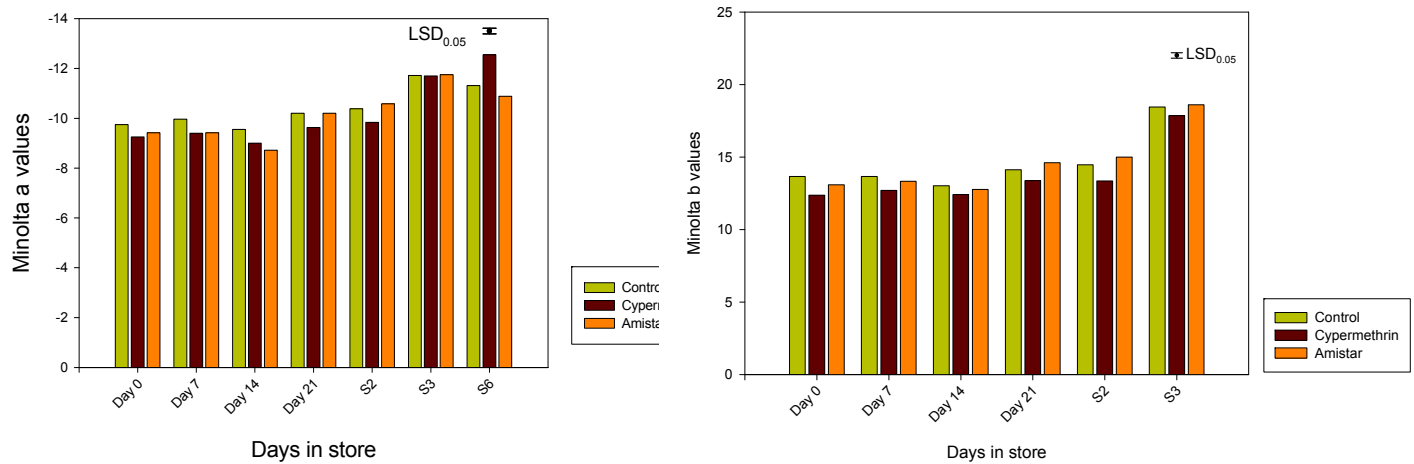 -14
-12
-10
-8
-6
-4
-2
0
Minolta a values
LSD0.05
Day 0
Day 7
Day 14
Day 21
S2
S3
S6
Days in store
Contro
Cyperr
Amista
25
20
15
10
5
0
Minolta b values
LSD0.05
Day 0
Day 7
Day 14
Day 21
S2
S3
Days in store
Control
Cypermethrin
Amistar